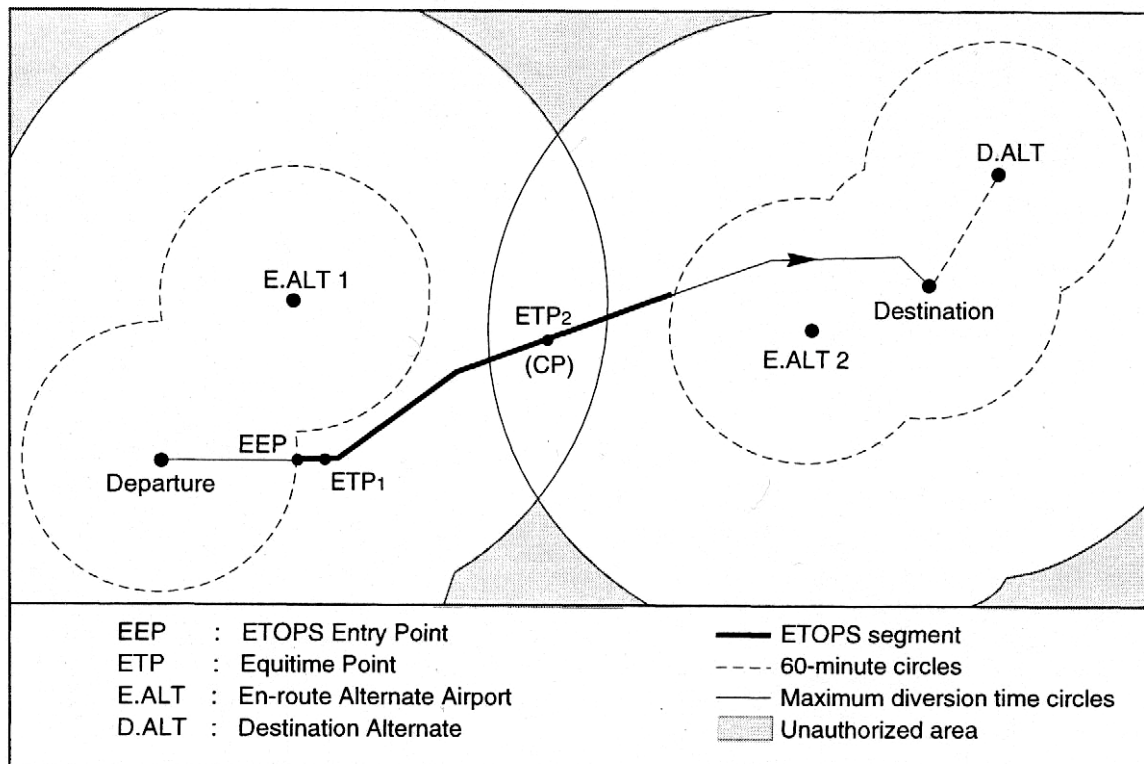 D.ALT
E.ALT 1
Destination
ETP2
(CP)
E.ALT 2
EEP
Departure
ETP1
EEP : ETOPS Entry Point
ETP : Equitime Point
E.ALT : En-route Alternate Airport
D.ALT : Destination Alternate
ETOPS segment
60-minute circles
Maximum diversion time circles
Unauthorized area